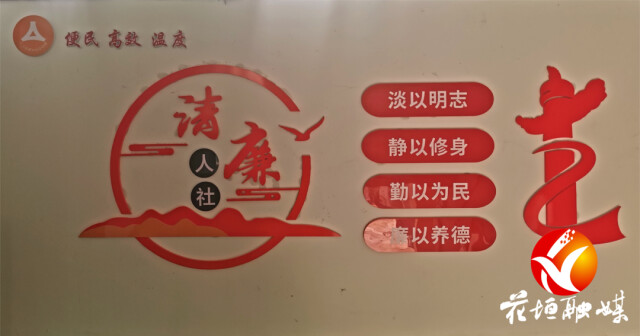 便民 高效 温度
清廉
人社
淡以明志
静以修身
勤以为民
以养德
花垣融媒